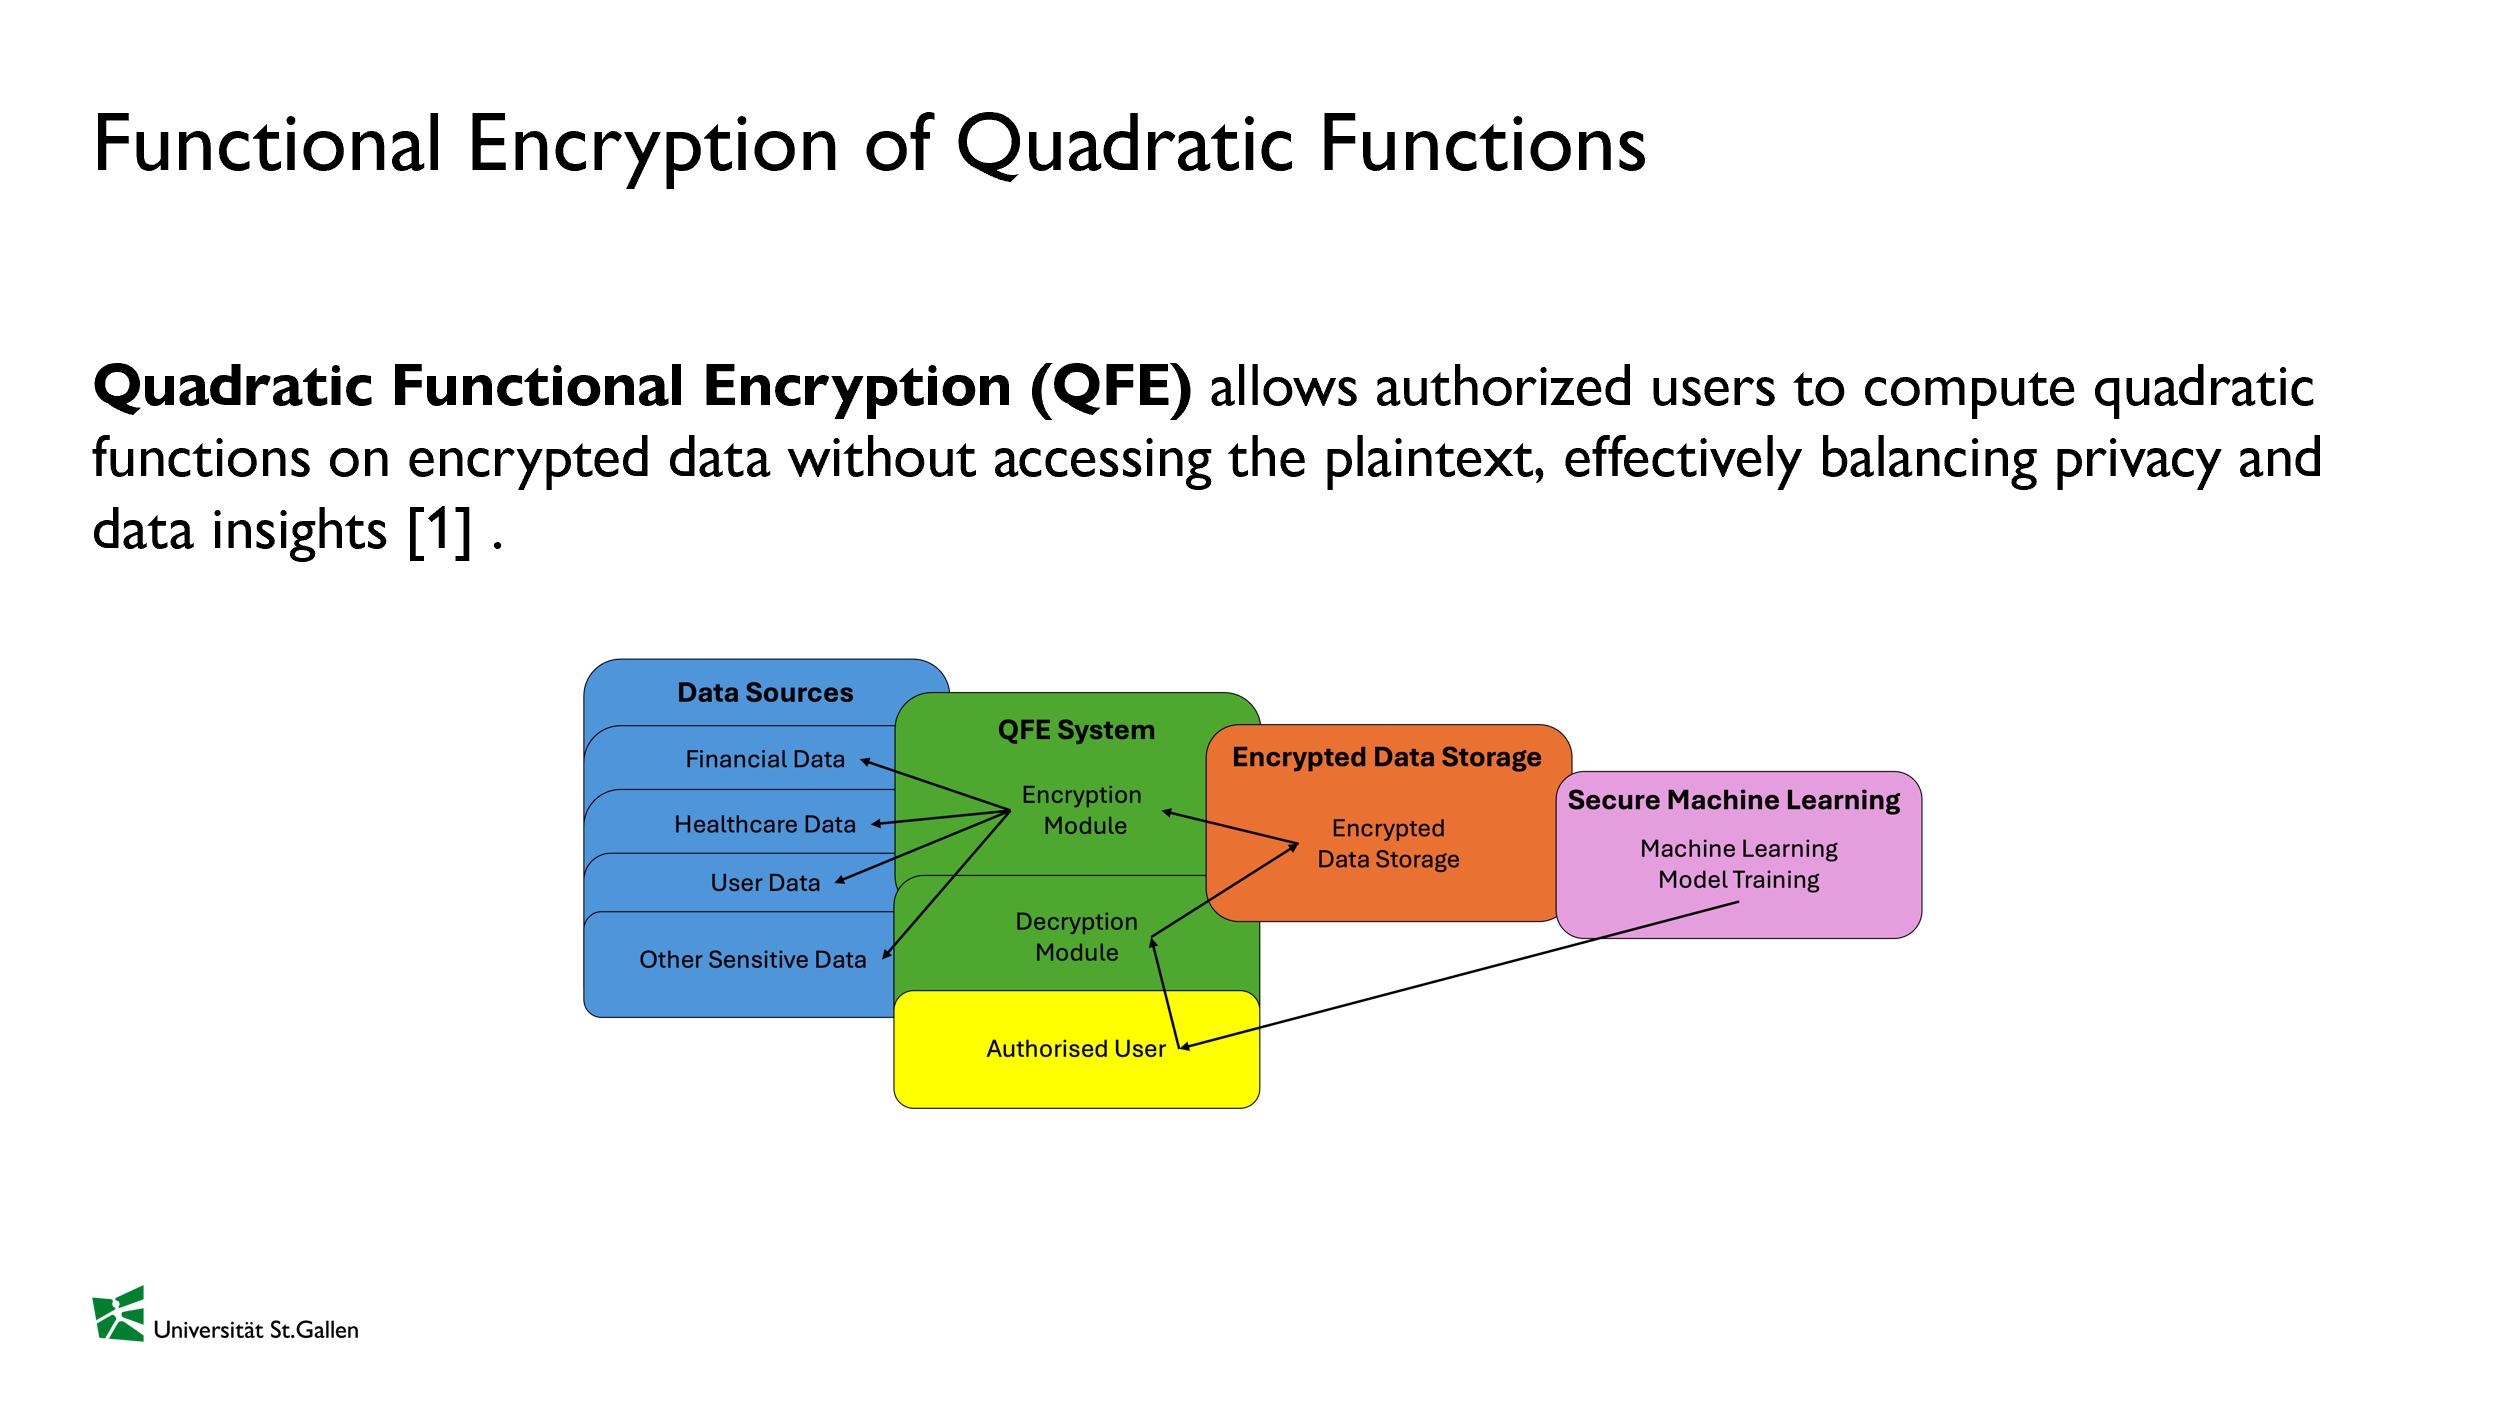 Functional Encryption of Quadratic Functions
Quadratic Functional Encryption (QFE) allows authorized users to compute quadratic
functions on encrypted data without accessing the plaintext, effectively balancing privacy and
data insights [1] .
Data Sources
Financial Data
Healthcare Data
User Data
Other Sensitive Data
QFE System
Encryption
Module
Decryption
Module
Authorised User
Encrypted Data Storage
Encrypted
Data Storage
Secure Machine Learning
Machine Learning
Model Training
Universität St.Gallen